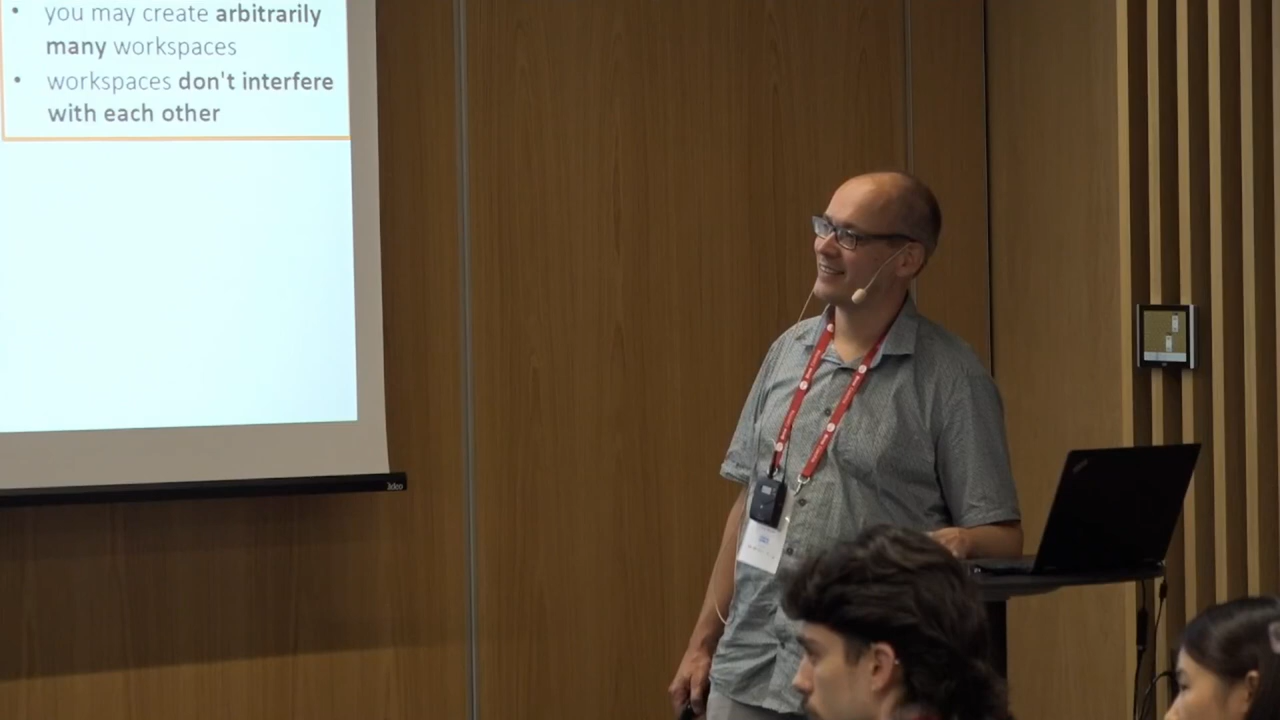 • you may create arbitrarily
many workspaces
• workspaces don't interfere
with each other